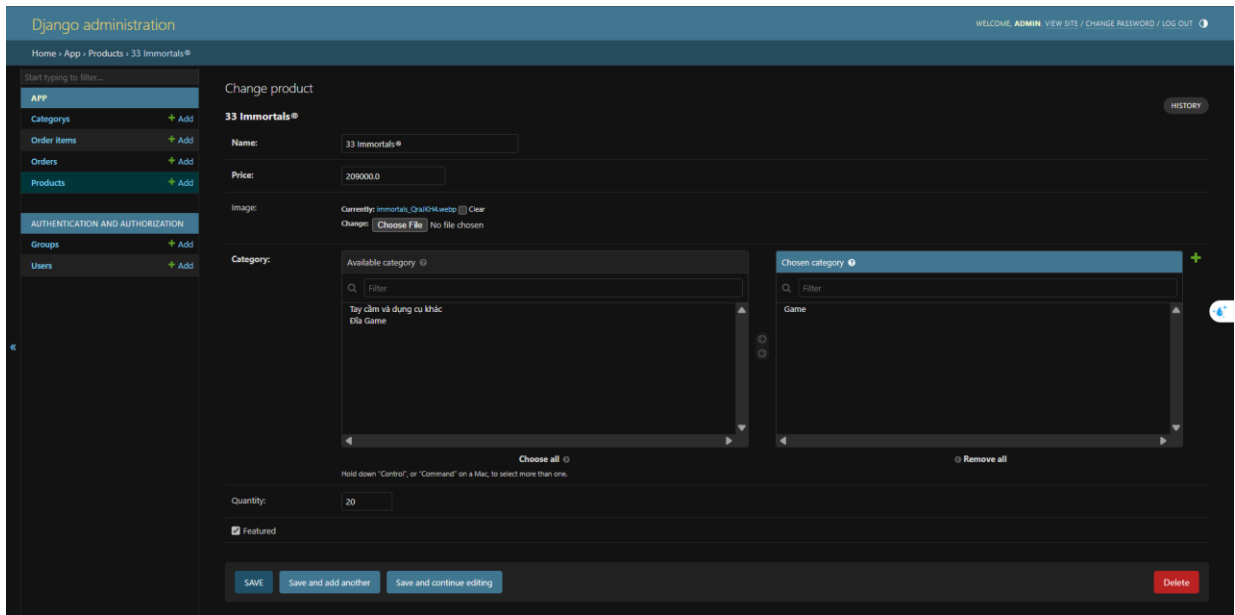 Django administration
WELCOME, ADMIN. VIEW SITE / CHANGE PASSWORD / LOG OUT
Home › App › Products › 33 Immortals®
Start typing to filter...
APP
Categorys + Add
Order items + Add
Orders + Add
Products + Add
AUTHENTICATION AND AUTHORIZATION
Groups + Add
Users + Add
«
Change product
HISTORY
33 Immortals®
Name: 33 Immortals®
Price: 209000.0
Image: Currently: immortals_QraJKH4.webp Clear
Change: Choose File No file chosen
Category:
Available category
Filter
Tay cầm và dụng cụ khác
Đĩa Game
Choose all
Hold down "Control", or "Command" on a Mac, to select more than one.
Chosen category
Filter
Game
Remove all
Quantity: 20
Featured
SAVE Save and add another Save and continue editing Delete